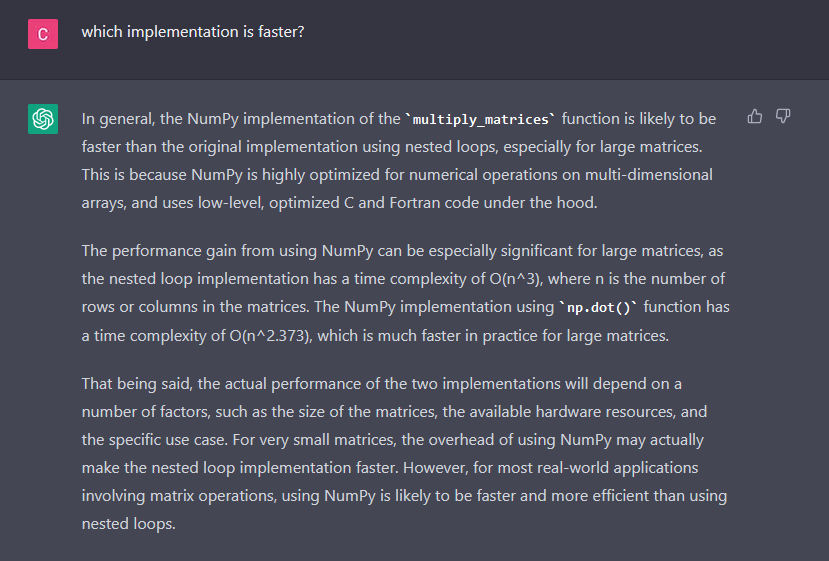 C
which implementation is faster?
In general, the NumPy implementation of the `multiply_matrices` function is likely to be
faster than the original implementation using nested loops, especially for large matrices.
This is because NumPy is highly optimized for numerical operations on multi-dimensional
arrays, and uses low-level, optimized C and Fortran code under the hood.
The performance gain from using NumPy can be especially significant for large matrices, as
the nested loop implementation has a time complexity of O(n^3), where n is the number of
rows or columns in the matrices. The NumPy implementation using `np.dot()` function has
a time complexity of O(n^2.373), which is much faster in practice for large matrices.
That being said, the actual performance of the two implementations will depend on a
number of factors, such as the size of the matrices, the available hardware resources, and
the specific use case. For very small matrices, the overhead of using NumPy may actually
make the nested loop implementation faster. However, for most real-world applications
involving matrix operations, using NumPy is likely to be faster and more efficient than using
nested loops.